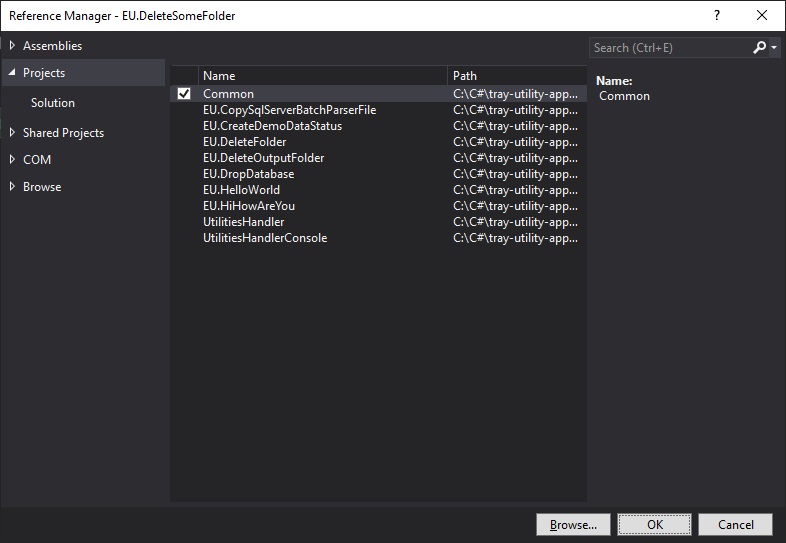 Reference Manager - EU.DeleteSomeFolder
Assemblies
Projects
Solution
Shared Projects
COM
Browse
Name Path
Common C:\C#\tray-utility-app...
EU.CopySqlServerBatchParserFile C:\C#\tray-utility-app...
EU.CreateDemoDataStatus C:\C#\tray-utility-app...
EU.DeleteFolder C:\C#\tray-utility-app...
EU.DeleteOutputFolder C:\C#\tray-utility-app...
EU.DropDatabase C:\C#\tray-utility-app...
EU.HelloWorld C:\C#\tray-utility-app...
EU.HiHowAreYou C:\C#\tray-utility-app...
UtilitiesHandler C:\C#\tray-utility-app...
UtilitiesHandlerConsole C:\C#\tray-utility-app...
Search (Ctrl+E)
Name:
Common
Browse... OK Cancel